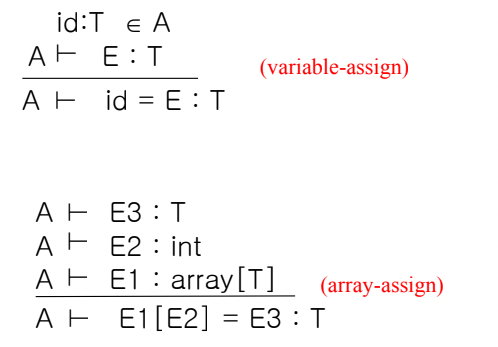 id:T ∈ A
A ⊢ E : T
(variable-assign)
A ⊢ id = E : T
A ⊢ E3 : T
A ⊢ E2 : int
A ⊢ E1 : array[T]
(array-assign)
A ⊢ E1[E2] = E3 : T